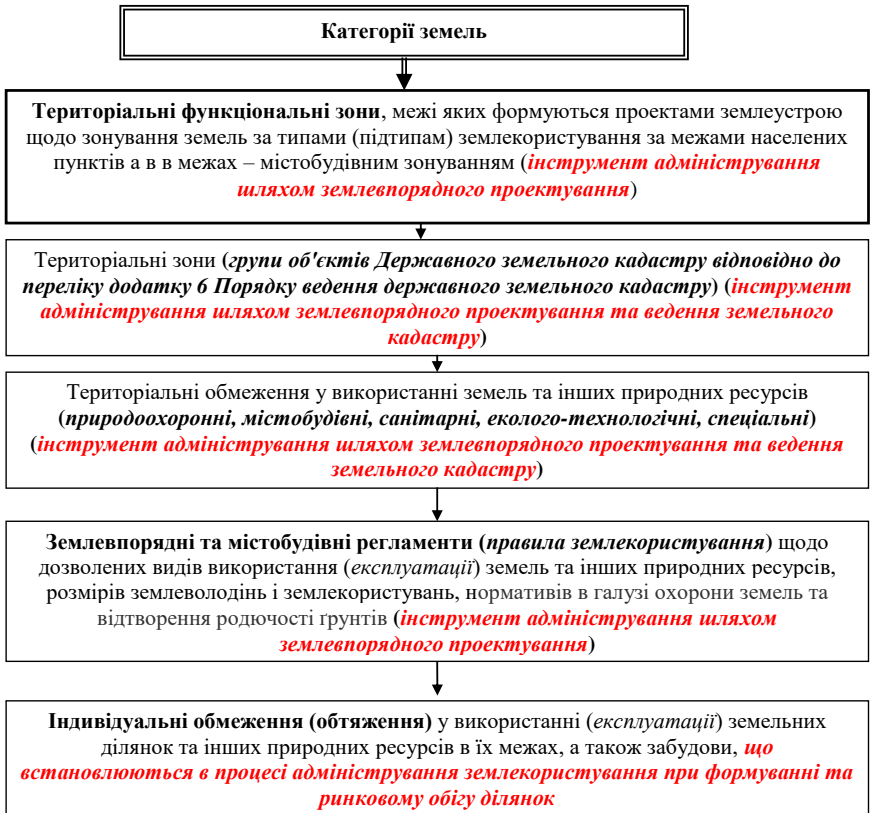 Категорії земель
Територіальні функціональні зони, межі яких формуються проектами землеустрою
щодо зонування земель за типами (підтипам) землекористування за межами населених
пунктів а в в межах – містобудівним зонуванням (інструмент адміністрування
шляхом землевпорядного проектування)
Територіальні зони (групи об'єктів Державного земельного кадастру відповідно до
переліку додатку 6 Порядку ведення державного земельного кадастру) (інструмент
адміністрування шляхом землевпорядного проектування та ведення земельного
кадастру)
Територіальні обмеження у використанні земель та інших природних ресурсів
(природоохоронні, містобудівні, санітарні, еколого-технологічні, спеціальні)
(інструмент адміністрування шляхом землевпорядного проектування та ведення
земельного кадастру)
Землевпорядні та містобудівні регламенти (правила землекористування) щодо
дозволених видів використання (експлуатації) земель та інших природних ресурсів,
розмірів землеволодінь і землекористувань, нормативів в галузі охорони земель та
відтворення родючості ґрунтів (інструмент адміністрування шляхом
землевпорядного проектування)
Індивідуальні обмеження (обтяження) у використанні (експлуатації) земельних
ділянок та інших природних ресурсів в їх межах, а також забудови, що
встановлюються в процесі адміністрування землекористування при формуванні та
ринковому обігу ділянок